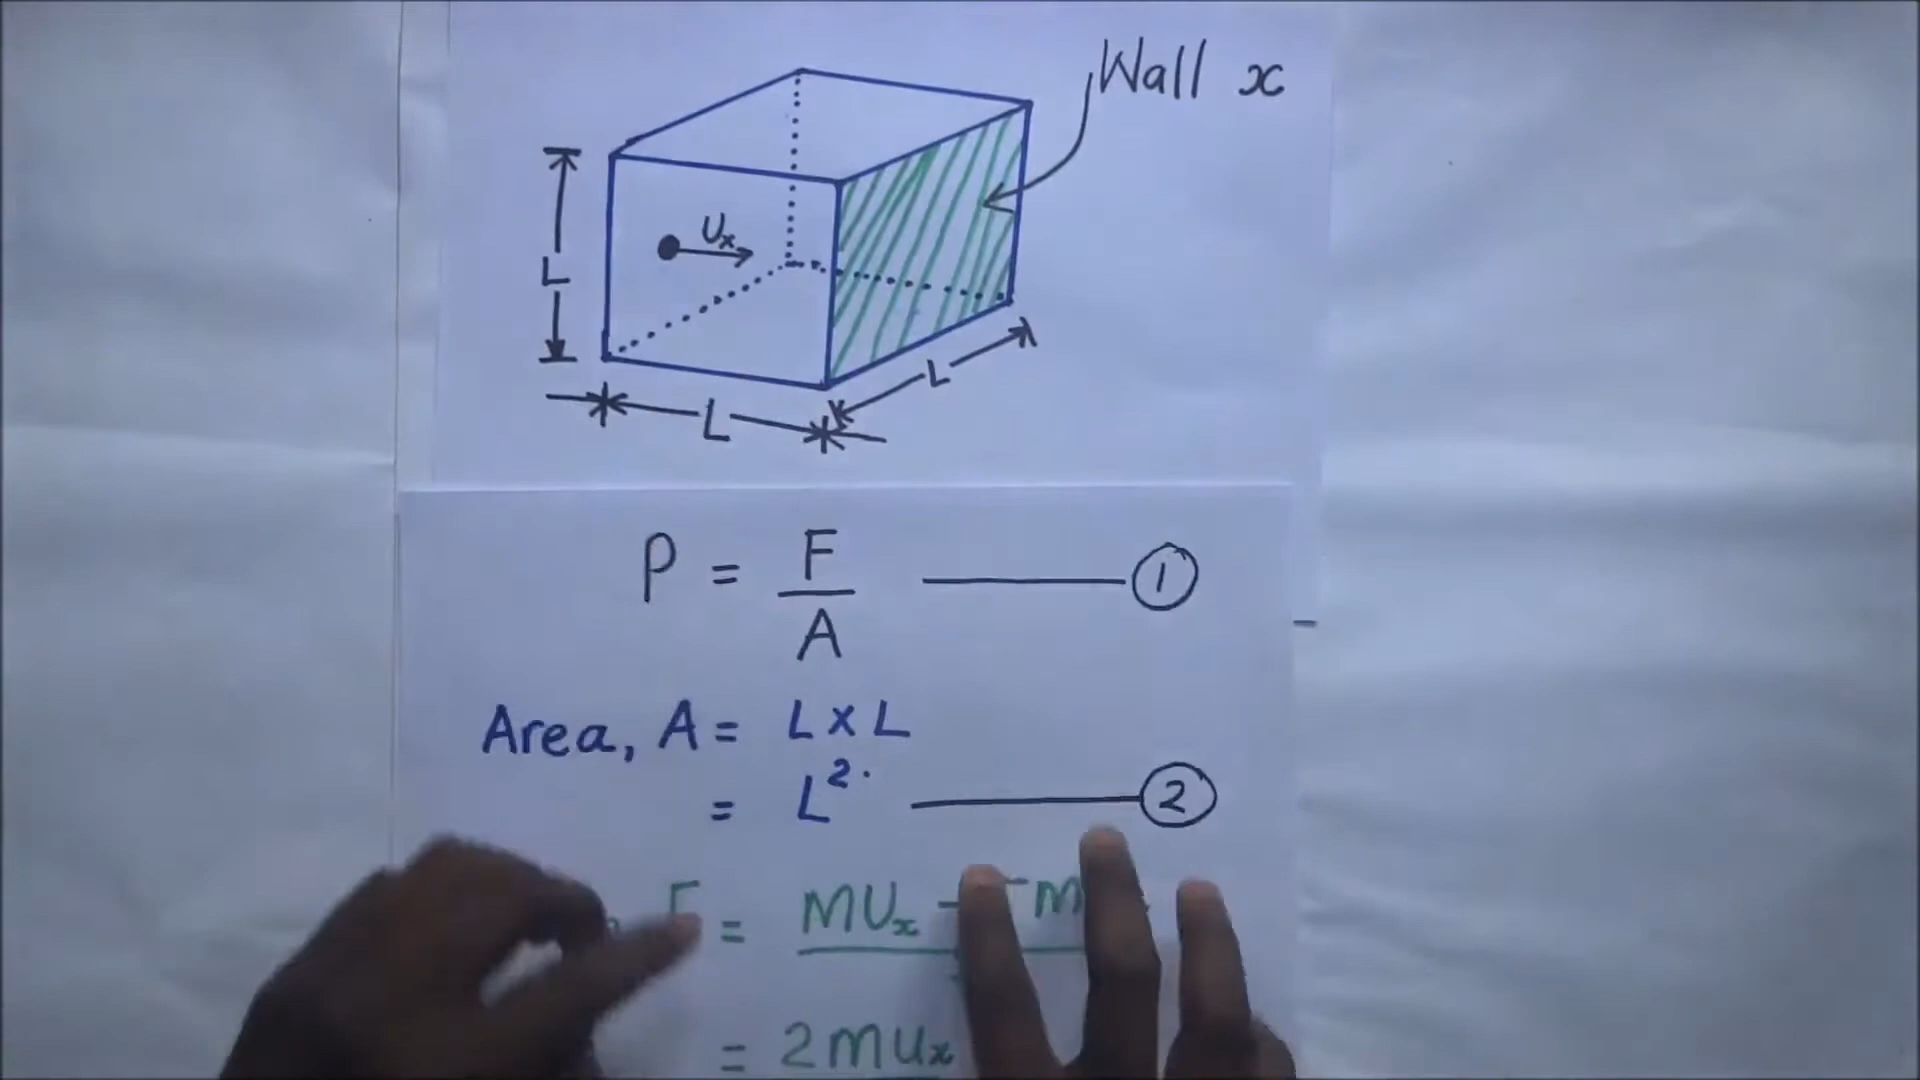 Wall x
Ux
L
L
L
P = F/A ——— ①
Area, A = L x L
= L² ——— ②
F = MUx - - M
= 2MUx